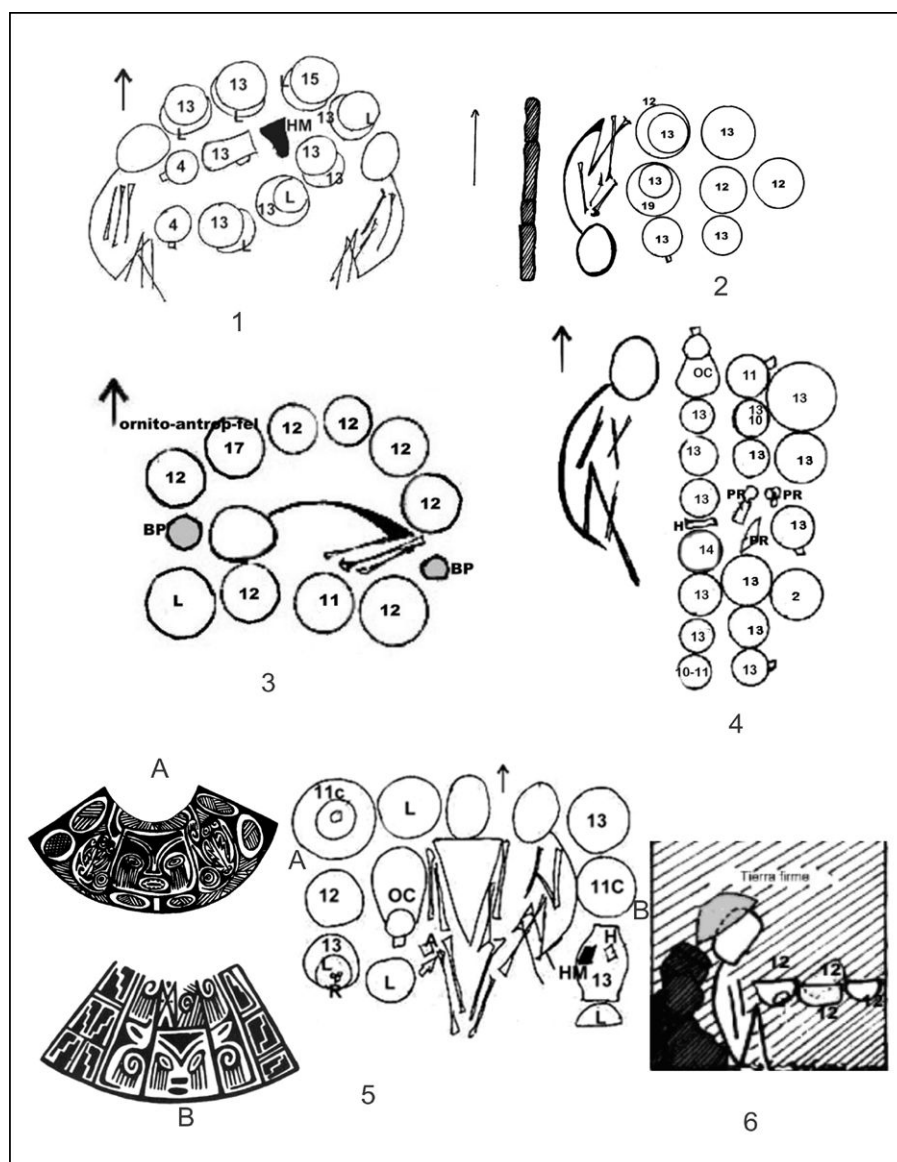 13 13 L 15
L L 13 L
HM
4 13 13
13
4 13 13 L
L
1
12
13 13
13 12 12
19
13 13
2
ornito-antrop-fel
17 12 12
12 12
12
BP
BP
L 12 11 12
3
OC 11
13
13 13
10
13 13 13
13 PR PR
H 13
14 PR
13 13 2
13 13
10-11 13
4
A
B
11c L 13
A
12 OC 11C
B
13 A H
L HM
R L 13
L
5
Tierra firme
12 12
12 12
6